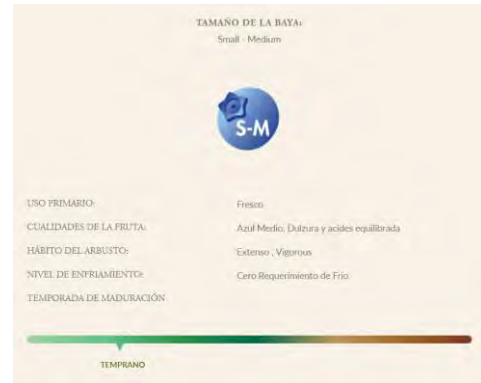 TAMAÑO DE LA BAYA:
Small - Medium
S-M
USO PRIMARIO: Fresco
CUALIDADES DE LA FRUTA: Azul Medio, Dulzura y acides equilibrada
HÁBITO DEL ARBUSTO: Extenso , Vigorous
NIVEL DE ENFRIAMIENTO: Cero Requerimiento de Frio
TEMPORADA DE MADURACIÓN
TEMPRANO